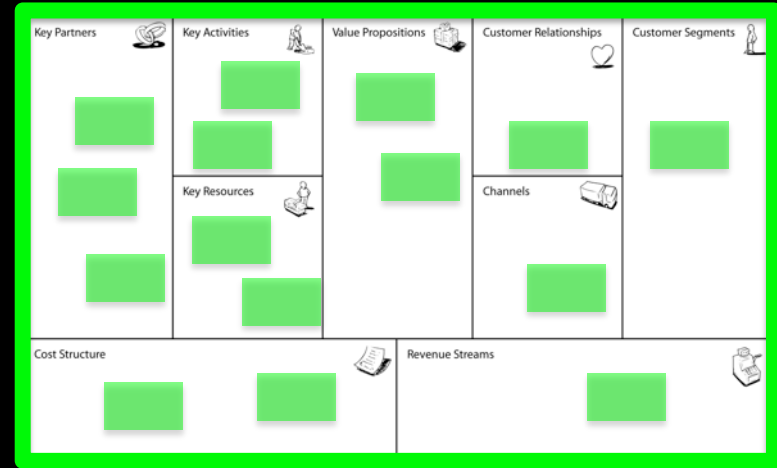 Key Partners
Key Activities
Value Propositions
Customer Relationships
Customer Segments
Key Resources
Channels
Cost Structure
Revenue Streams